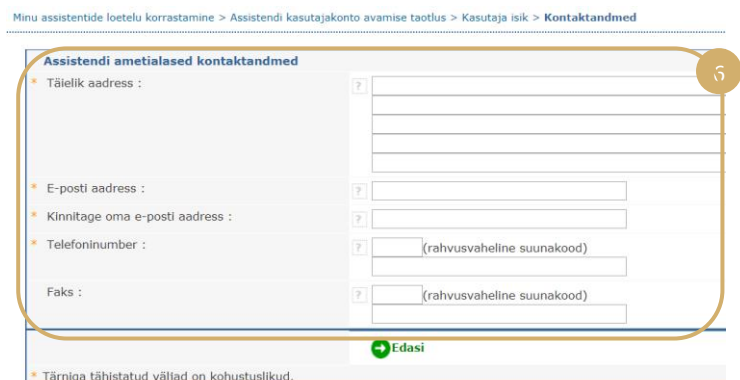 Minu assistentide loetelu korrastamine > Assistendi kasutajakonto avamise taotlus > Kasutaja isik > Kontaktandmed
Assistendi ametialased kontaktandmed
6
* Täielik aadress : ?
* E-posti aadress : ?
* Kinnitage oma e-posti aadress : ?
* Telefoninumber : ? (rahvusvaheline suunakood)
Faks : ? (rahvusvaheline suunakood)
Edasi
* Tärniga tähistatud väljad on kohustuslikud.